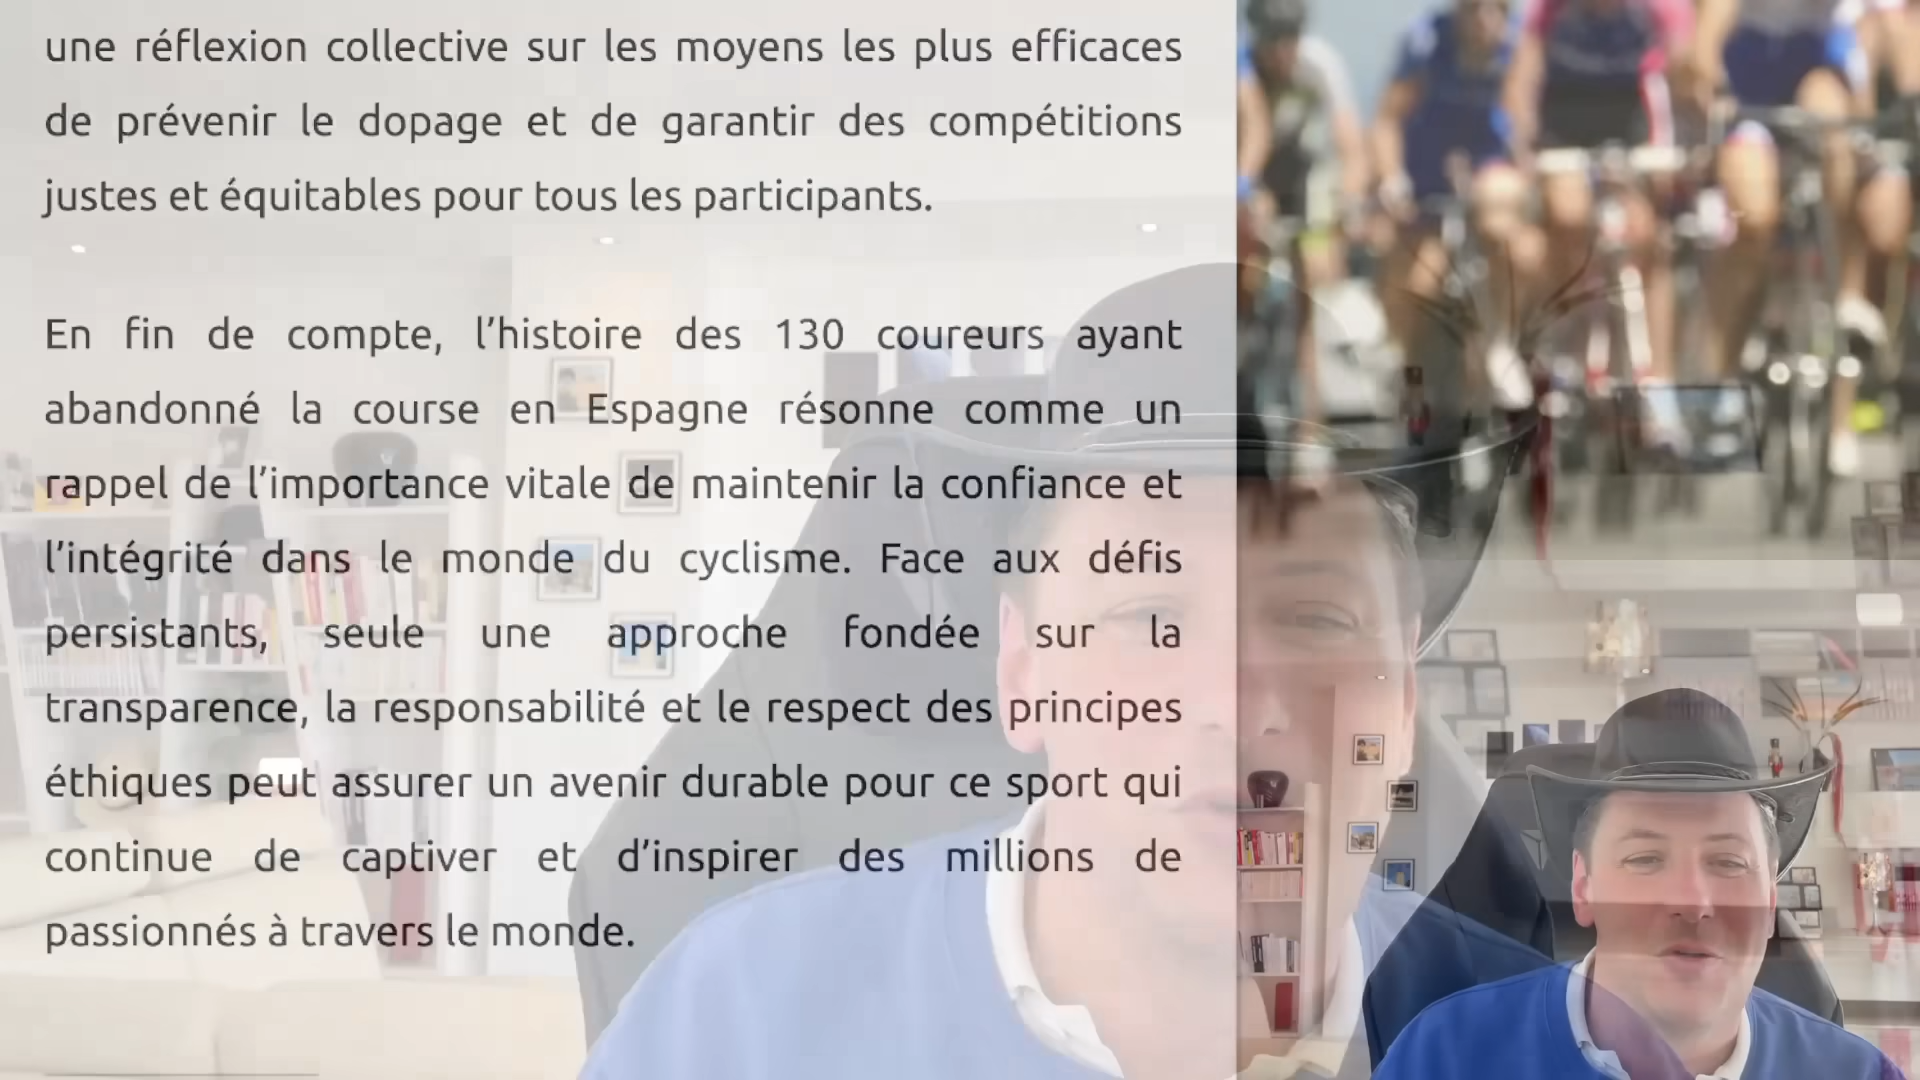 une réflexion collective sur les moyens les plus efficaces
de prévenir le dopage et de garantir des compétitions
justes et équitables pour tous les participants.
En fin de compte, l’histoire des 130 coureurs ayant
abandonné la course en Espagne résonne comme un
rappel de l’importance vitale de maintenir la confiance et
l’intégrité dans le monde du cyclisme. Face aux défis
persistants, seule une approche fondée sur la
transparence, la responsabilité et le respect des principes
éthiques peut assurer un avenir durable pour ce sport qui
continue de captiver et d’inspirer des millions de
passionnés à travers le monde.